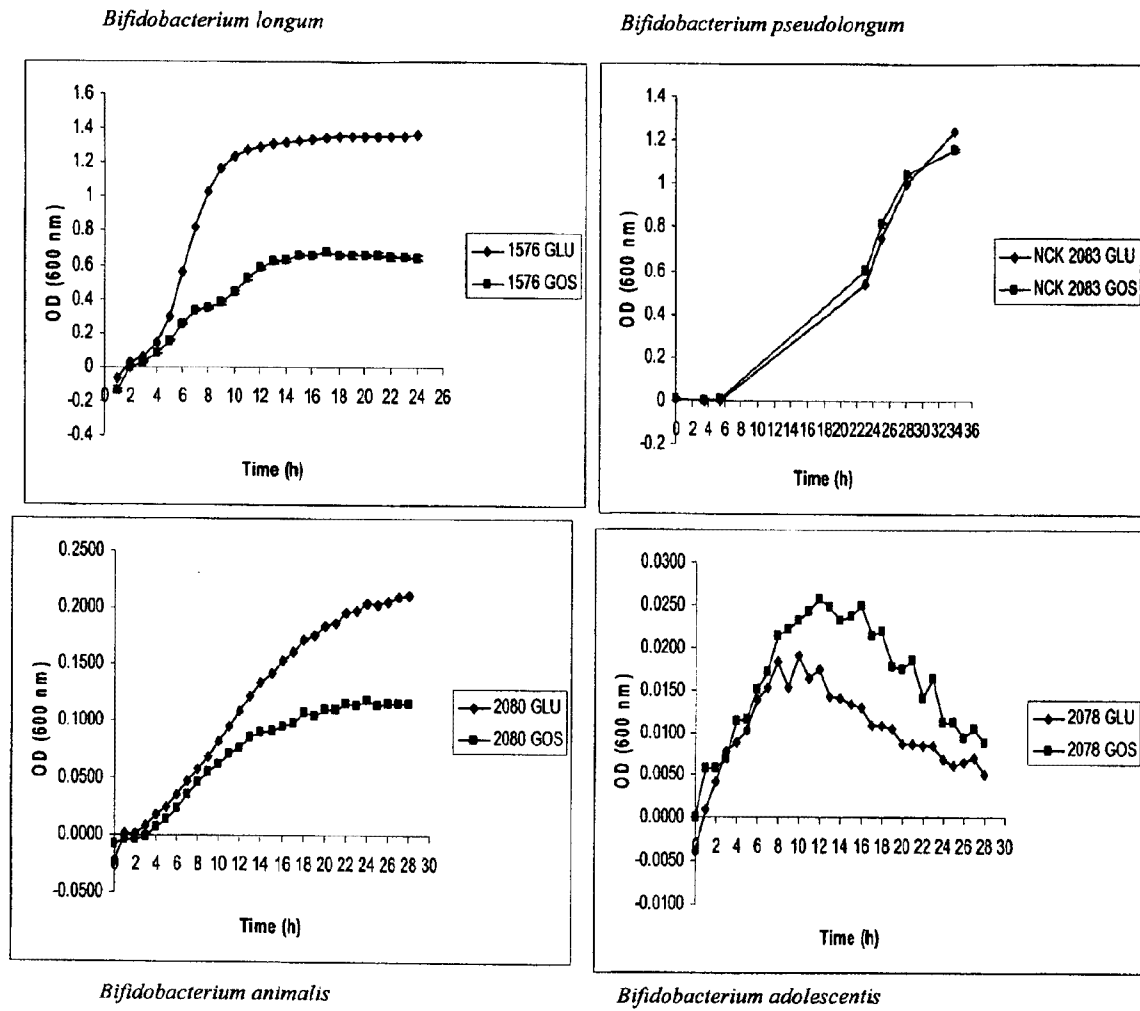 Bifidobacterium longum
Bifidobacterium pseudolongum
1.6
1.4
1.2
1
0.8
0.6
0.4
0.2
0
-0.2
-0.4
OD (600 nm)
0 2 4 6 8 10 12 14 16 18 20 22 24 26
Time (h)
1576 GLU
1576 GOS
1.4
1.2
1
0.8
0.6
0.4
0.2
0
-0.2
OD (600 nm)
0 2 4 6 8 10 12 14 16 18 20 22 24 26 28 30 32 34 36
Time (h)
NCK 2083 GLU
NCK 2083 GOS
0.2500
0.2000
0.1500
0.1000
0.0500
0.0000
-0.0500
OD (600 nm)
0 2 4 6 8 10 12 14 16 18 20 22 24 26 28 30
Time (h)
2080 GLU
2080 GOS
0.0300
0.0250
0.0200
0.0150
0.0100
0.0050
0.0000
-0.0050
-0.0100
OD (600 nm)
0 2 4 6 8 10 12 14 16 18 20 22 24 26 28 30
Time (h)
2078 GLU
2078 GOS
Bifidobacterium animalis
Bifidobacterium adolescentis